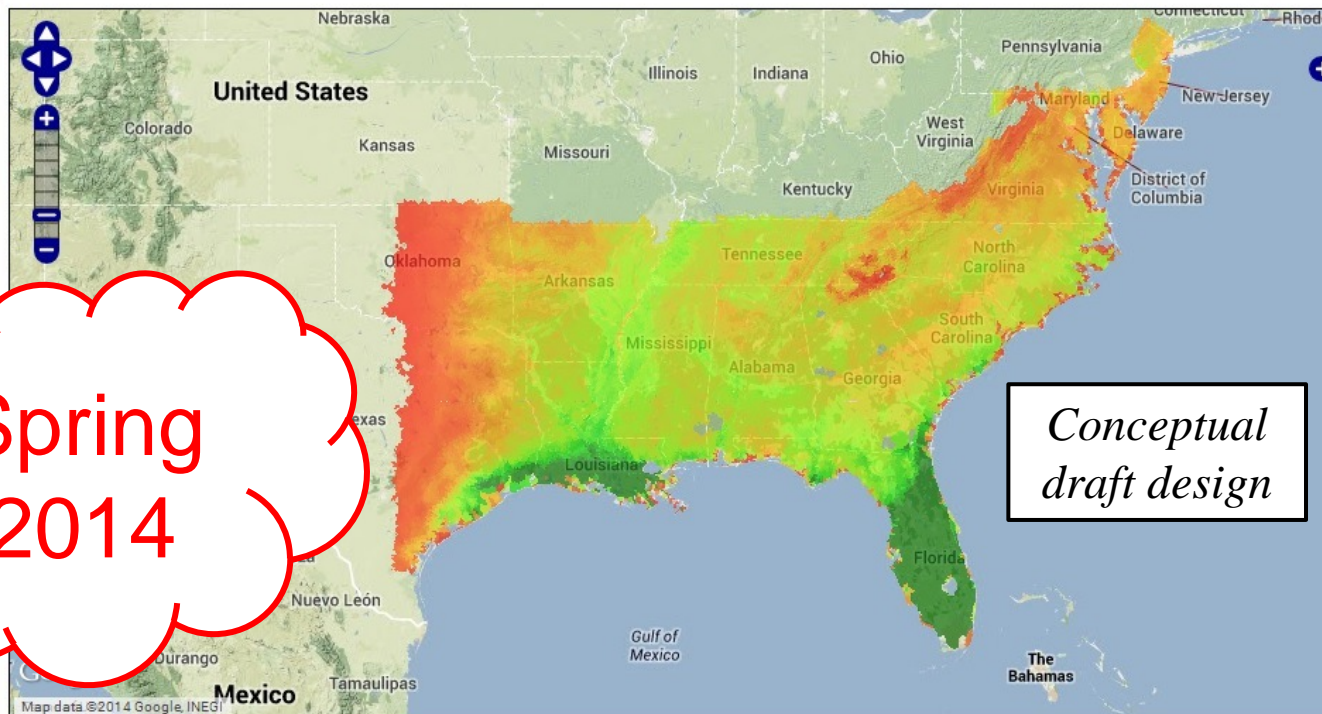 Nebraska
Connecticut
Rhod
Pennsylvania
Ohio
Illinois
Indiana
United States
New Jersey
Maryland
Colorado
West
Virginia
Delaware
Kansas
Missouri
District of
Columbia
Kentucky
Virginia
Oklahoma
Tennessee
North
Carolina
Arkansas
South
Carolina
Mississippi
Alabama
Georgia
Spring
2014
exas
Conceptual
draft design
Louisiana
Florida
Nuevo León
Gulf of
Mexico
Durango
The
Bahamas
Tamaulipas
Mexico
Map data ©2014 Google, INEGI